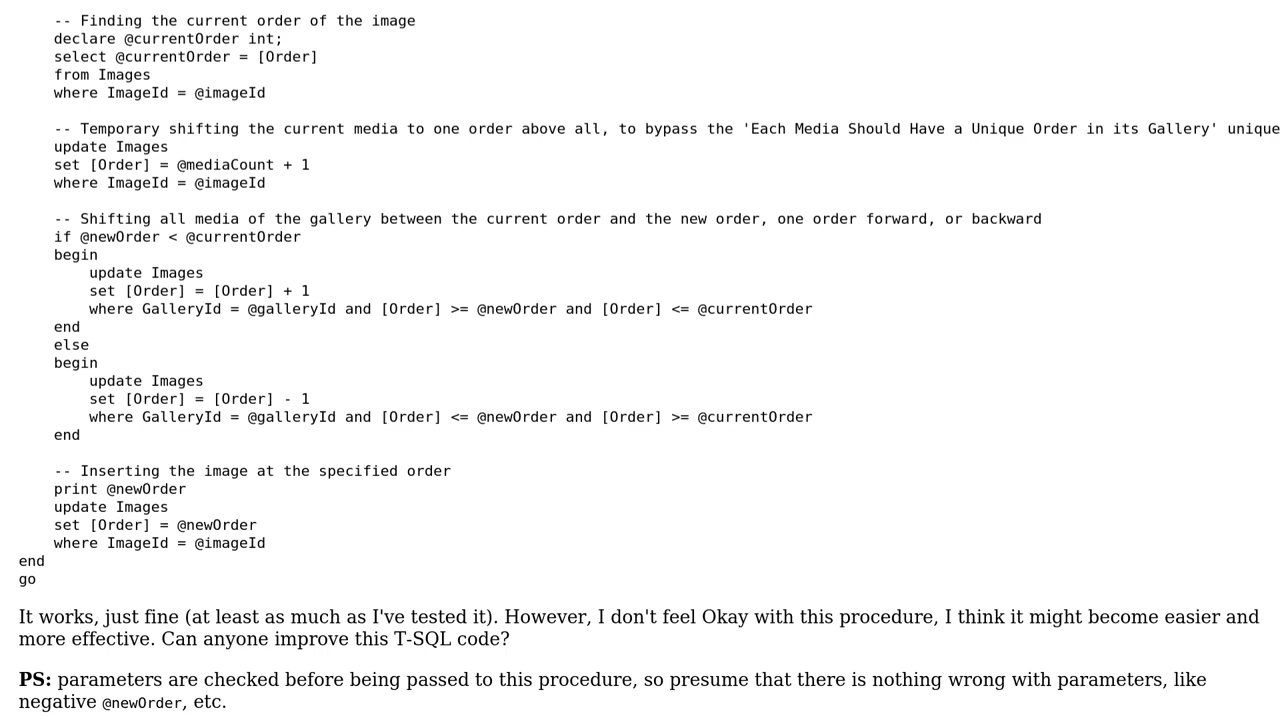 -- Finding the current order of the image
declare @currentOrder int;
select @currentOrder = [Order]
from Images
where ImageId = @imageId
-- Temporary shifting the current media to one order above all, to bypass the 'Each Media Should Have a Unique Order in its Gallery' unique
update Images
set [Order] = @mediaCount + 1
where ImageId = @imageId
-- Shifting all media of the gallery between the current order and the new order, one order forward, or backward
if @newOrder < @currentOrder
begin
update Images
set [Order] = [Order] + 1
where GalleryId = @galleryId and [Order] >= @newOrder and [Order] <= @currentOrder
end
else
begin
update Images
set [Order] = [Order] - 1
where GalleryId = @galleryId and [Order] <= @newOrder and [Order] >= @currentOrder
end
-- Inserting the image at the specified order
print @newOrder
update Images
set [Order] = @newOrder
where ImageId = @imageId
end
go
It works, just fine (at least as much as I've tested it). However, I don't feel Okay with this procedure, I think it might become easier and
more effective. Can anyone improve this T-SQL code?
PS: parameters are checked before being passed to this procedure, so presume that there is nothing wrong with parameters, like
negative @newOrder, etc.